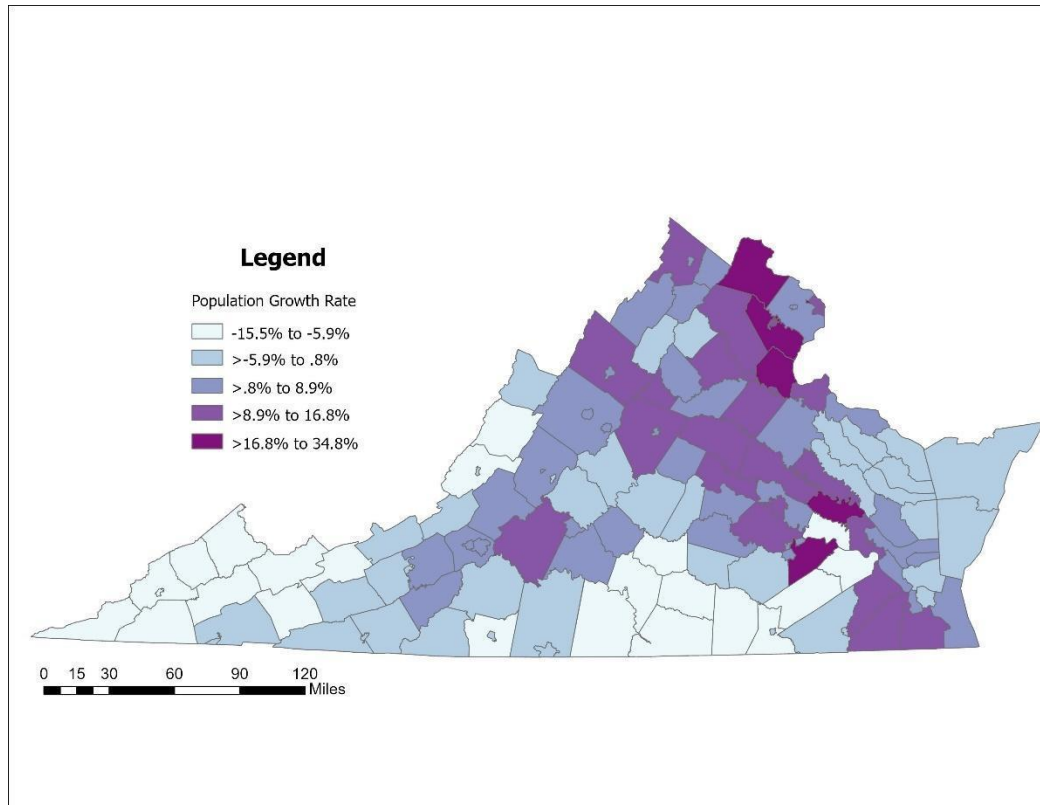 Legend
Population Growth Rate
-15.5% to -5.9%
>-5.9% to .8%
>.8% to 8.9%
>8.9% to 16.8%
>16.8% to 34.8%
0 15 30 60 90 120
Miles